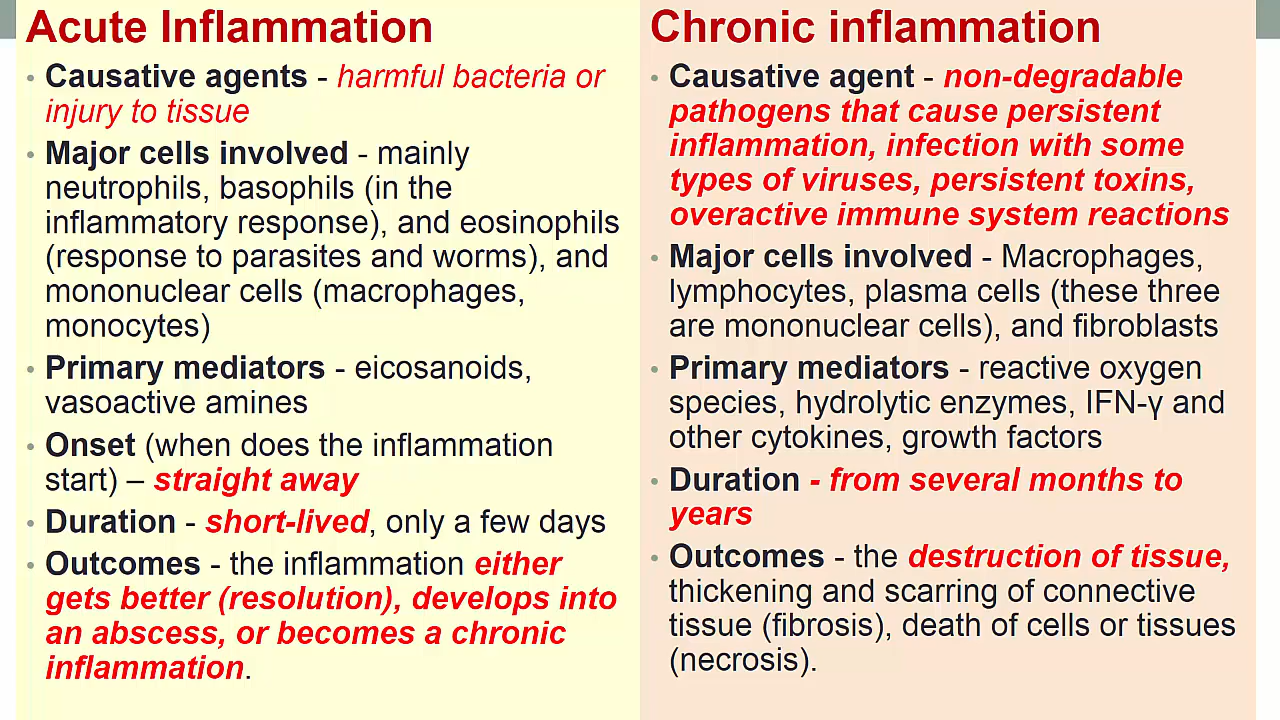 Acute Inflammation
• Causative agents - harmful bacteria or
injury to tissue
• Major cells involved - mainly
neutrophils, basophils (in the
inflammatory response), and eosinophils
(response to parasites and worms), and
mononuclear cells (macrophages,
monocytes)
• Primary mediators - eicosanoids,
vasoactive amines
• Onset (when does the inflammation
start) – straight away
• Duration - short-lived, only a few days
• Outcomes - the inflammation either
gets better (resolution), develops into
an abscess, or becomes a chronic
inflammation.
Chronic inflammation
• Causative agent - non-degradable
pathogens that cause persistent
inflammation, infection with some
types of viruses, persistent toxins,
overactive immune system reactions
• Major cells involved - Macrophages,
lymphocytes, plasma cells (these three
are mononuclear cells), and fibroblasts
• Primary mediators - reactive oxygen
species, hydrolytic enzymes, IFN-γ and
other cytokines, growth factors
• Duration - from several months to
years
• Outcomes - the destruction of tissue,
thickening and scarring of connective
tissue (fibrosis), death of cells or tissues
(necrosis).